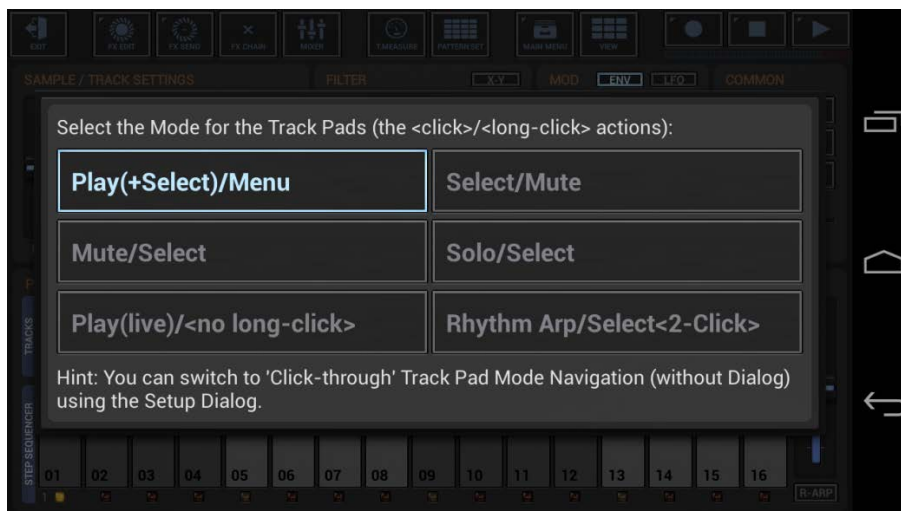 EXIT
FX EDIT
FX SEND
FX CHAIN
MIXER
T.MEASURE
PATTERN SET
MAIN MENU
VIEW
SAMPLE / TRACK SETTINGS
FILTER
X-Y
MOD
ENV
LFO
COMMON
Select the Mode for the Track Pads (the <click>/<long-click> actions):
Play(+Select)/Menu
Select/Mute
Mute/Select
Solo/Select
Play(live)/<no long-click>
Rhythm Arp/Select<2-Click>
Hint: You can switch to 'Click-through' Track Pad Mode Navigation (without Dialog)
using the Setup Dialog.
TRACKS
STEP SEQUENCER
01 02 03 04 05 06 07 08 09 10 11 12 13 14 15 16
1
R-ARP